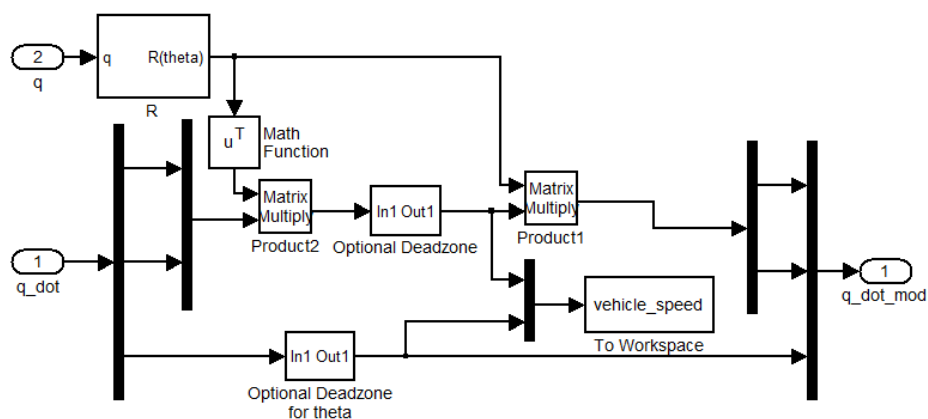 2
q
q R(theta)
R
u^T
Math
Function
Matrix
Multiply
Product2
In1 Out1
Optional Deadzone
Matrix
Multiply
Product1
1
q_dot
vehicle_speed
To Workspace
1
q_dot_mod
In1 Out1
Optional Deadzone
for theta